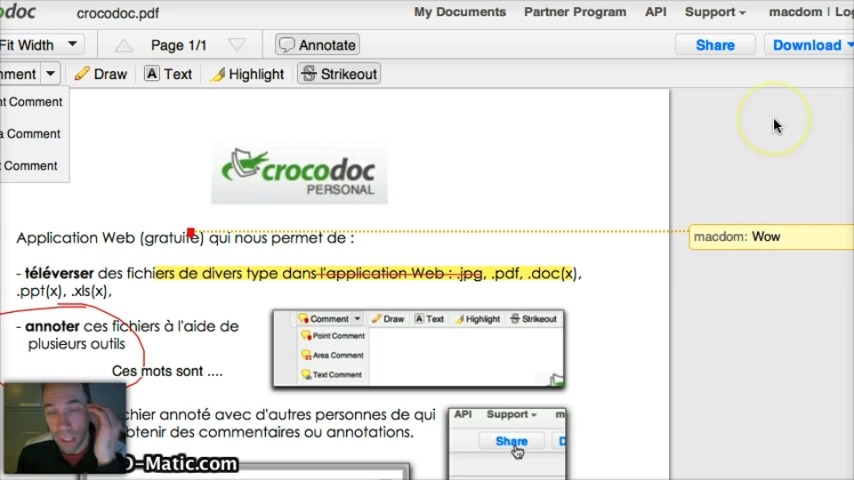 doc crocodoc.pdf My Documents Partner Program API Support macdom | Log
Fit Width Page 1/1 Annotate Share Download
mment Draw A Text Highlight S Strikeout
nt Comment
a Comment
t Comment
crocodoc
PERSONAL
Application Web (gratuite) qui nous permet de :
macdom: Wow
- téléverser des fichiers de divers type dans l'application Web : .jpg, .pdf, .doc(x),
.ppt(x), .xls(x),
- annoter ces fichiers à l'aide de
plusieurs outils
Comment Draw A Text Highlight S Strikeout
Point Comment
Area Comment
Text Comment
Ces mots sont ....
chier annoté avec d'autres personnes de qui
obtenir des commentaires ou annotations.
API Support m
Share D
O-Matic.com